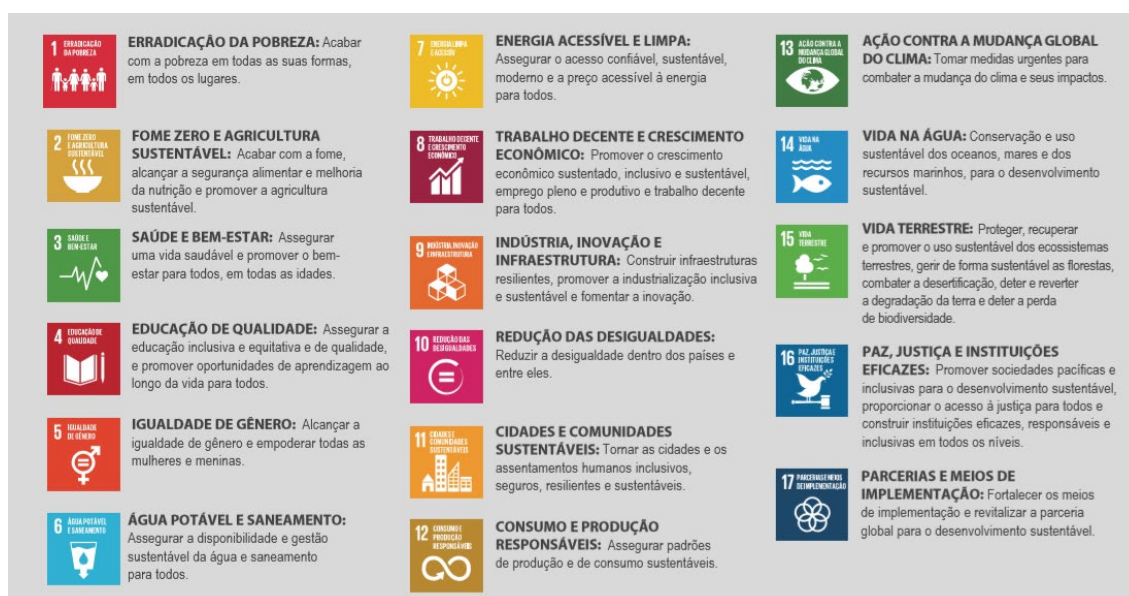 1 ERRADICAÇÃO
DA POBREZA
ERRADICAÇÃO DA POBREZA: Acabar
com a pobreza em todas as suas formas,
em todos os lugares.
2 FOME ZERO
E AGRICULTURA
SUSTENTÁVEL
FOME ZERO E AGRICULTURA
SUSTENTÁVEL: Acabar com a fome,
alcançar a segurança alimentar e melhoria
da nutrição e promover a agricultura
sustentável.
3 SAÚDE E
BEM-ESTAR
SAÚDE E BEM-ESTAR: Assegurar
uma vida saudável e promover o bem-
estar para todos, em todas as idades.
4 EDUCAÇÃO DE
QUALIDADE
EDUCAÇÃO DE QUALIDADE: Assegurar a
educação inclusiva e equitativa e de qualidade,
e promover oportunidades de aprendizagem ao
longo da vida para todos.
5 IGUALDADE
DE GÊNERO
IGUALDADE DE GÊNERO: Alcançar a
igualdade de gênero e empoderar todas as
mulheres e meninas.
6 ÁGUA POTÁVEL
E SANEAMENTO
ÁGUA POTÁVEL E SANEAMENTO:
Assegurar a disponibilidade e gestão
sustentável da água e saneamento
para todos.
7 ENERGIA LIMPA
E ACESSÍVEL
ENERGIA ACESSÍVEL E LIMPA:
Assegurar o acesso confiável, sustentável,
moderno e a preço acessível à energia
para todos.
8 TRABALHO DECENTE
E CRESCIMENTO
ECONÔMICO
TRABALHO DECENTE E CRESCIMENTO
ECONÔMICO: Promover o crescimento
econômico sustentado, inclusivo e sustentável,
emprego pleno e produtivo e trabalho decente
para todos.
9 INDÚSTRIA, INOVAÇÃO
E INFRAESTRUTURA
INDÚSTRIA, INOVAÇÃO E
INFRAESTRUTURA: Construir infraestruturas
resilientes, promover a industrialização inclusiva
e sustentável e fomentar a inovação.
10 REDUÇÃO DAS
DESIGUALDADES
REDUÇÃO DAS DESIGUALDADES:
Reduzir a desigualdade dentro dos países e
entre eles.
11 CIDADES E
COMUNIDADES
SUSTENTÁVEIS
CIDADES E COMUNIDADES
SUSTENTÁVEIS: Tornar as cidades e os
assentamentos humanos inclusivos,
seguros, resilientes e sustentáveis.
12 CONSUMO E
PRODUÇÃO
RESPONSÁVEIS
CONSUMO E PRODUÇÃO
RESPONSÁVEIS: Assegurar padrões
de produção e de consumo sustentáveis.
13 AÇÃO CONTRA A
MUDANÇA GLOBAL
DO CLIMA
AÇÃO CONTRA A MUDANÇA GLOBAL
DO CLIMA: Tomar medidas urgentes para
combater a mudança do clima e seus impactos.
14 VIDA NA
ÁGUA
VIDA NA ÁGUA: Conservação e uso
sustentável dos oceanos, mares e dos
recursos marinhos, para o desenvolvimento
sustentável.
15 VIDA
TERRESTRE
VIDA TERRESTRE: Proteger, recuperar
e promover o uso sustentável dos ecossistemas
terrestres, gerir de forma sustentável as florestas,
combater a desertificação, deter e reverter
a degradação da terra e deter a perda
de biodiversidade.
16 PAZ, JUSTIÇA E
INSTITUIÇÕES
EFICAZES
PAZ, JUSTIÇA E INSTITUIÇÕES
EFICAZES: Promover sociedades pacíficas e
inclusivas para o desenvolvimento sustentável,
proporcionar o acesso à justiça para todos e
construir instituições eficazes, responsáveis e
inclusivas em todos os níveis.
17 PARCERIAS E MEIOS
DE IMPLEMENTAÇÃO
PARCERIAS E MEIOS DE
IMPLEMENTAÇÃO: Fortalecer os meios
de implementação e revitalizar a parceria
global para o desenvolvimento sustentável.